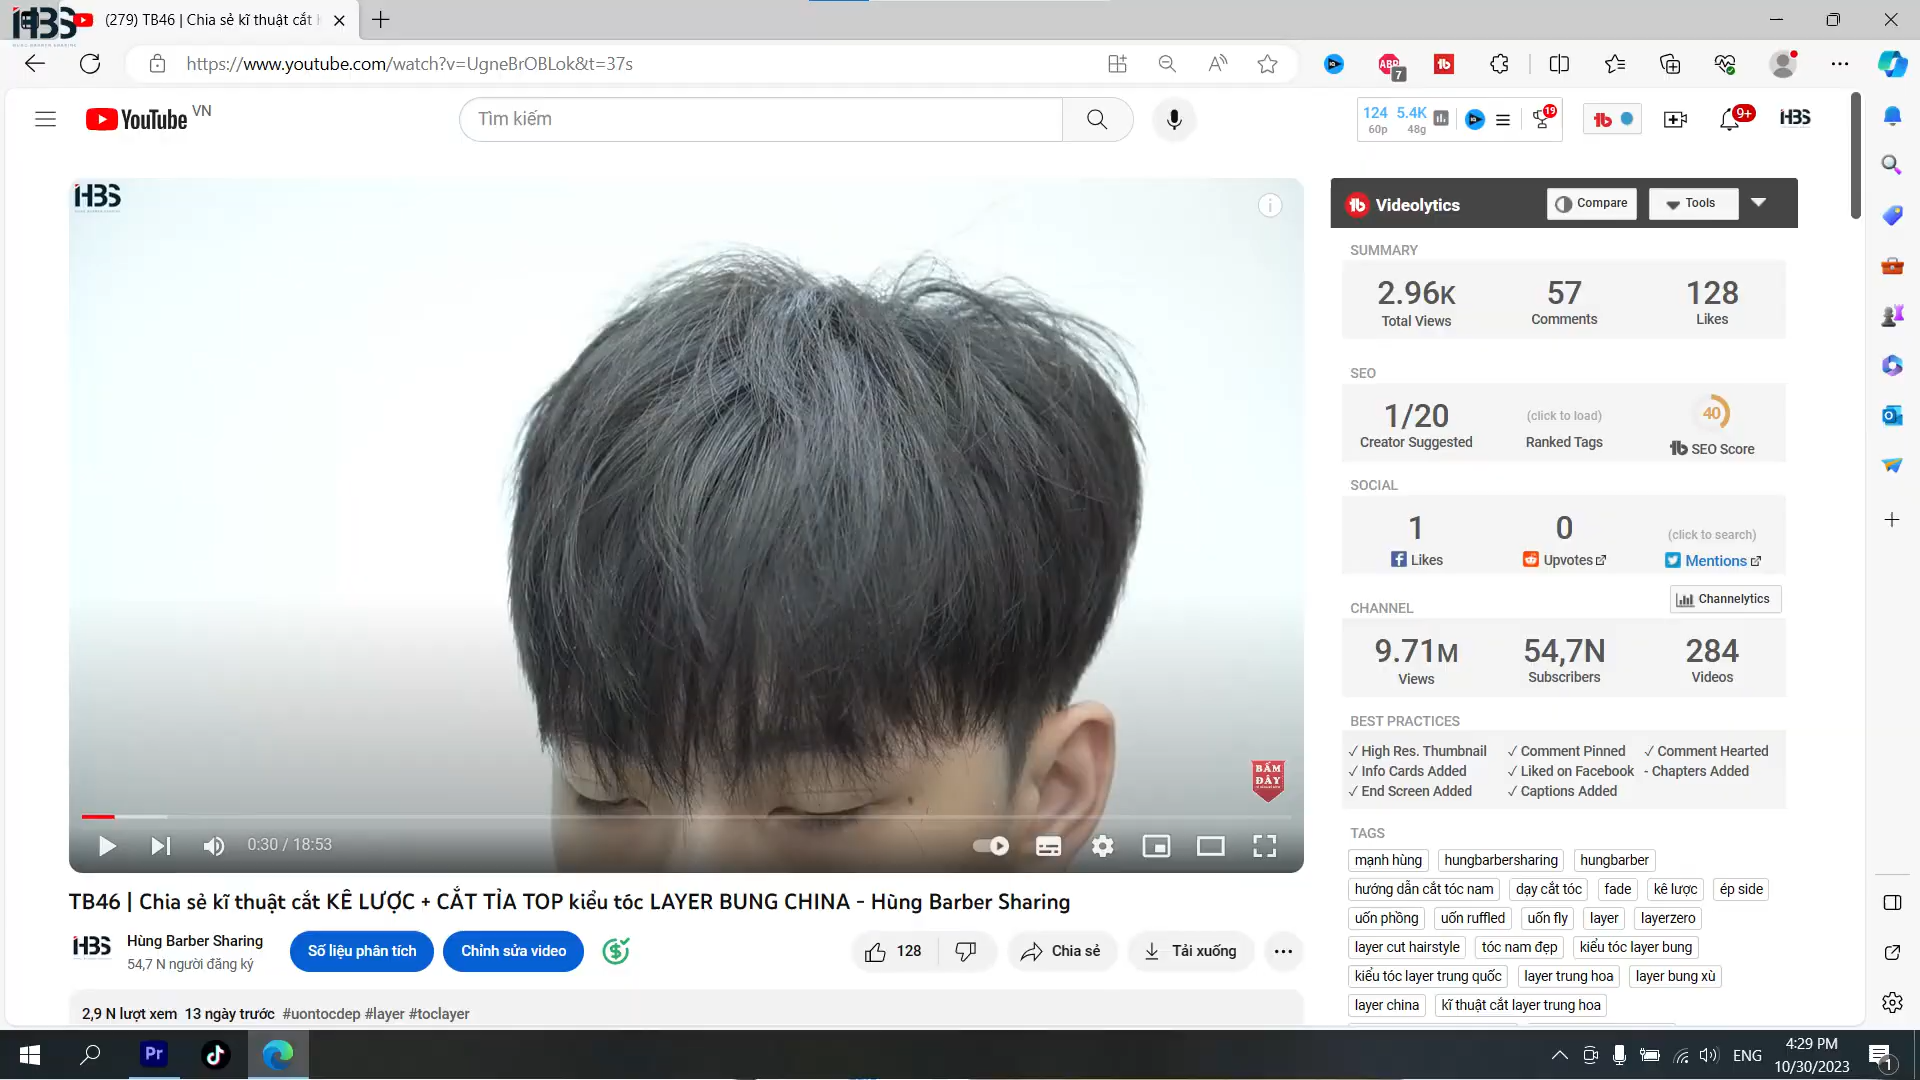 (279) TB46 | Chia sẻ kĩ thuật cắt
https://www.youtube.com/watch?v=UgneBrOBLok&t=37s
ABP
7
YouTube VN
Tìm kiếm
124 5.4K
60p 48g
19
9+
HBS
HBS
Videolytics
Compare
Tools
SUMMARY
2.96K 57 128
Total Views Comments Likes
SEO
1/20 (click to load) 40
Creator Suggested Ranked Tags SEO Score
SOCIAL
1 0 (click to search)
Likes Upvotes Mentions
Channelytics
CHANNEL
9.71M 54,7N 284
Views Subscribers Videos
BEST PRACTICES
✓ High Res. Thumbnail ✓ Comment Pinned ✓ Comment Hearted
✓ Info Cards Added ✓ Liked on Facebook - Chapters Added
✓ End Screen Added ✓ Captions Added
TAGS
mạnh hùng hungbarbersharing hungbarber
hướng dẫn cắt tóc nam dạy cắt tóc fade kê lược ép side
uốn phồng uốn ruffled uốn fly layer layerzero
layer cut hairstyle tóc nam đẹp kiểu tóc layer bung
kiểu tóc layer trung quốc layer trung hoa layer bung xù
layer china kĩ thuật cắt layer trung hoa
BẤM
ĐÂY
0:30 / 18:53
TB46 | Chia sẻ kĩ thuật cắt KÊ LƯỢC + CẮT TỈA TOP kiểu tóc LAYER BUNG CHINA - Hùng Barber Sharing
HBS
Hùng Barber Sharing
54,7 N người đăng ký
Số liệu phân tích
Chỉnh sửa video
128
Chia sẻ
Tải xuống
2,9 N lượt xem 13 ngày trước #uontocdep #layer #toclayer
Pr
ENG
4:29 PM
10/30/2023
1